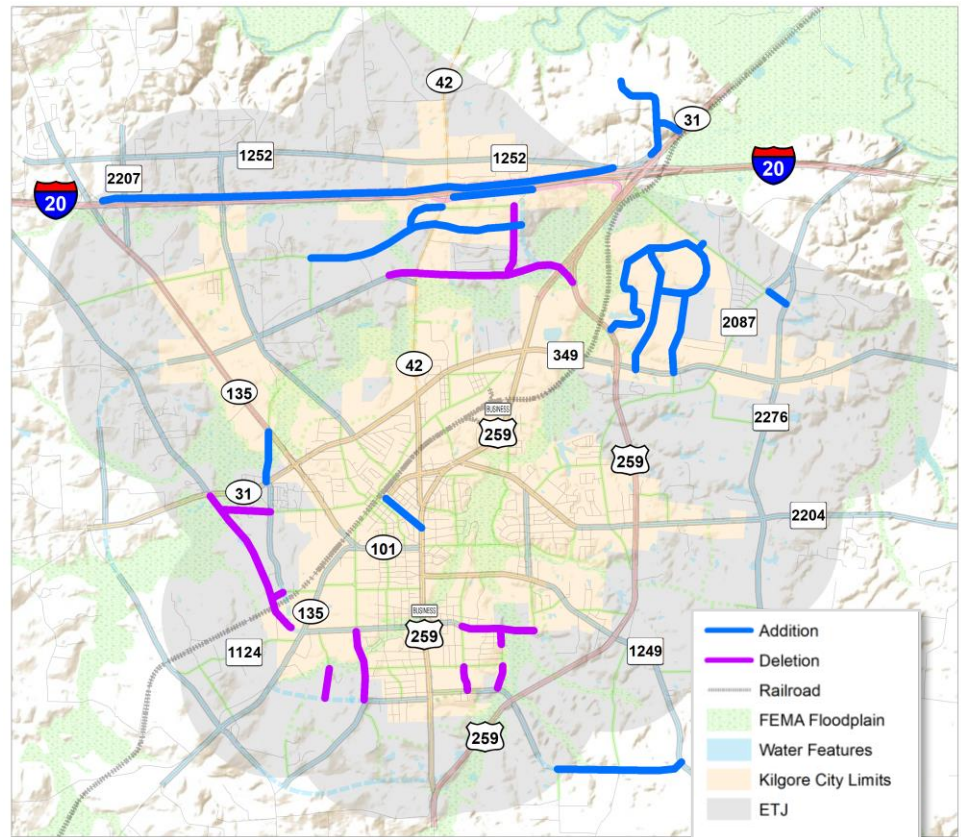 42
31
1252
1252
2207
20
20
2087
349
42
135
BUSINESS
259
2276
259
31
2204
101
135
BUSINESS
259
1124
1249
259
Addition
Deletion
Railroad
FEMA Floodplain
Water Features
Kilgore City Limits
ETJ